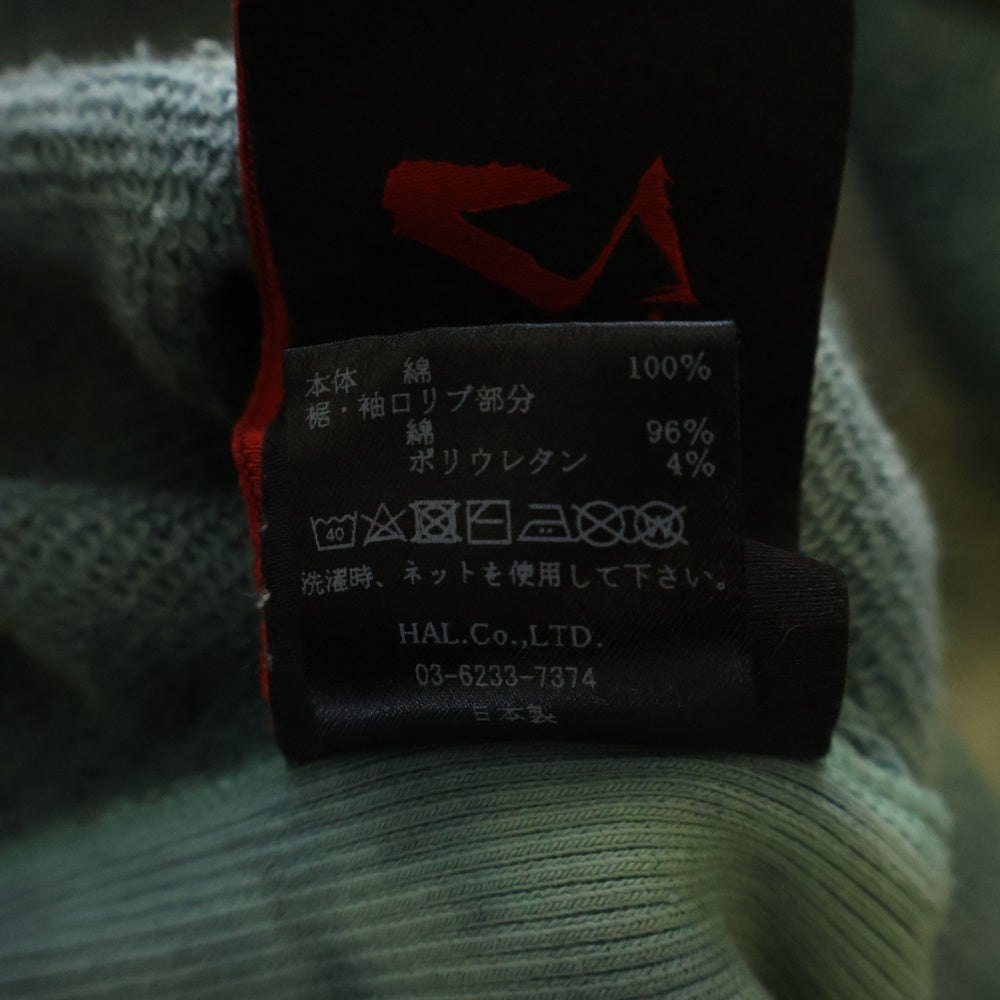 本体 綿 100%
裾・袖口リブ部分
綿 96%
ポリウレタン 4%
40
洗濯時、ネットを使用して下さい。
HAL.Co.,LTD.
03-6233-7374
日本製